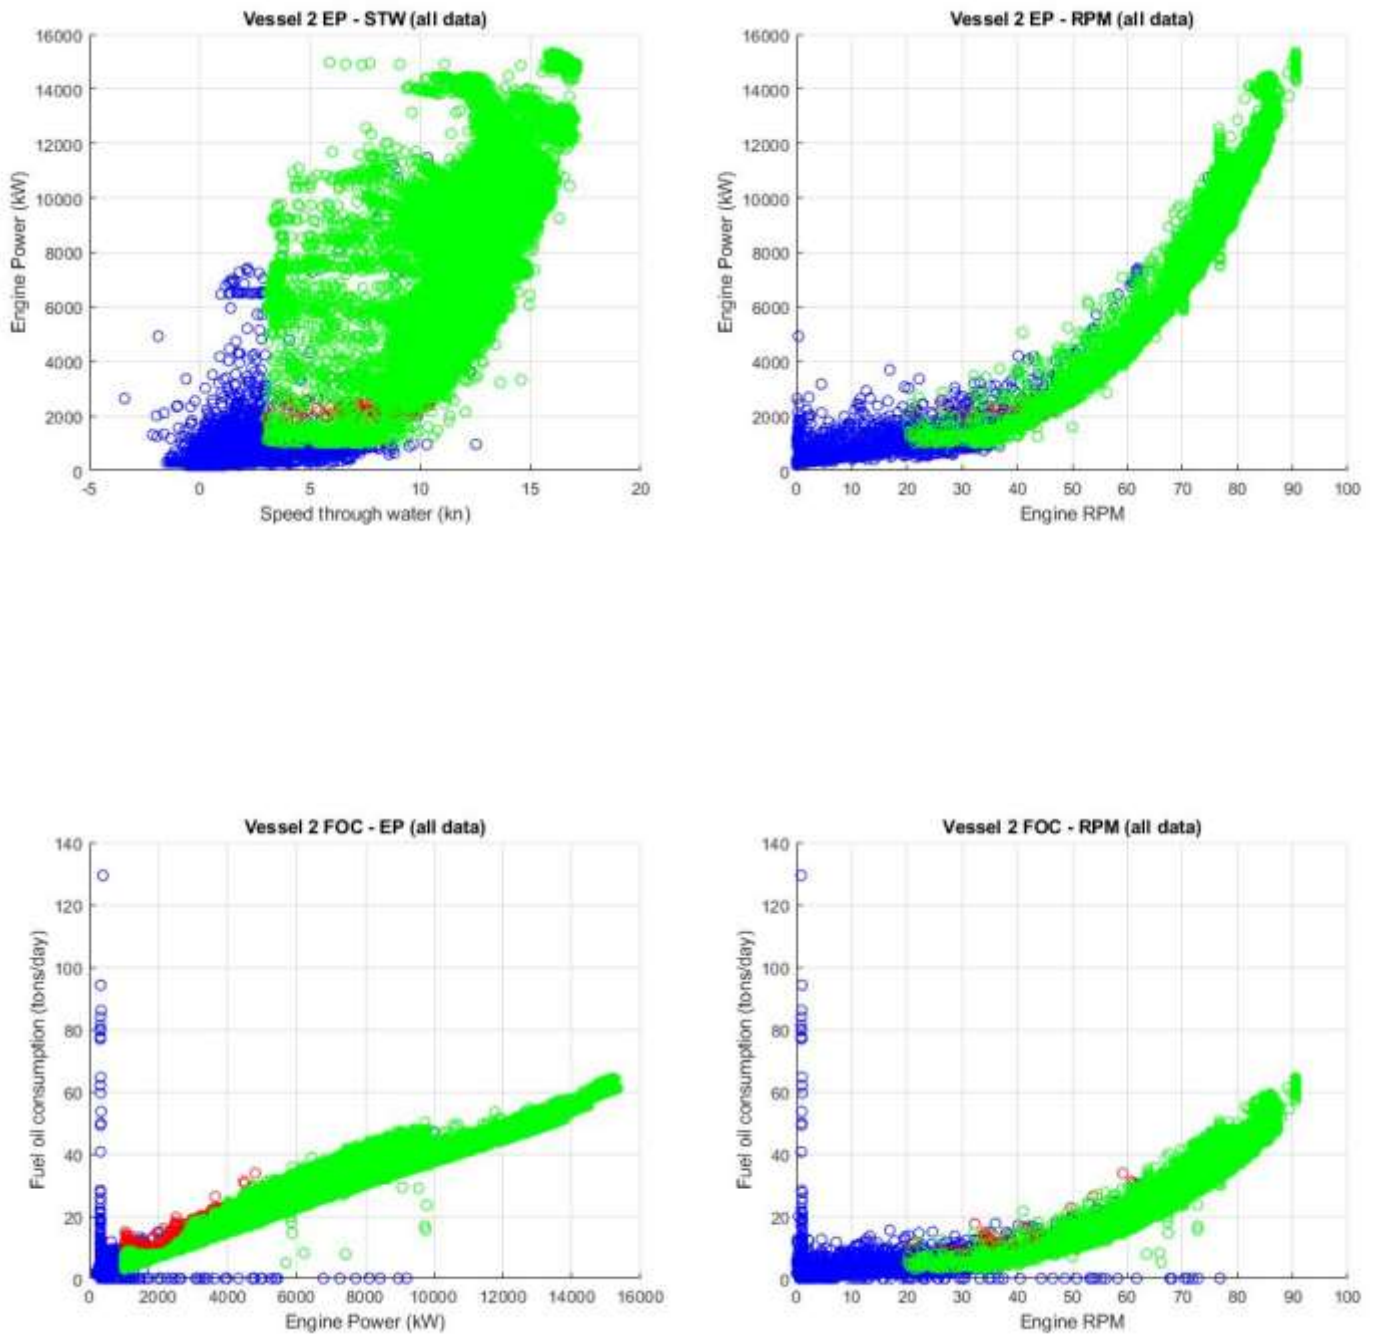 Vessel 2 EP - STW (all data)
16000
14000
12000
10000
8000
6000
4000
2000
0
-5 0 5 10 15 20
Engine Power (kW)
Speed through water (kn)
Vessel 2 EP - RPM (all data)
16000
14000
12000
10000
8000
6000
4000
2000
0
0 10 20 30 40 50 60 70 80 90 100
Engine Power (kW)
Engine RPM
Vessel 2 FOC - EP (all data)
140
120
100
80
60
40
20
0
0 2000 4000 6000 8000 10000 12000 14000 16000
Fuel oil consumption (tons/day)
Engine Power (kW)
Vessel 2 FOC - RPM (all data)
140
120
100
80
60
40
20
0
0 10 20 30 40 50 60 70 80 90 100
Fuel oil consumption (tons/day)
Engine RPM